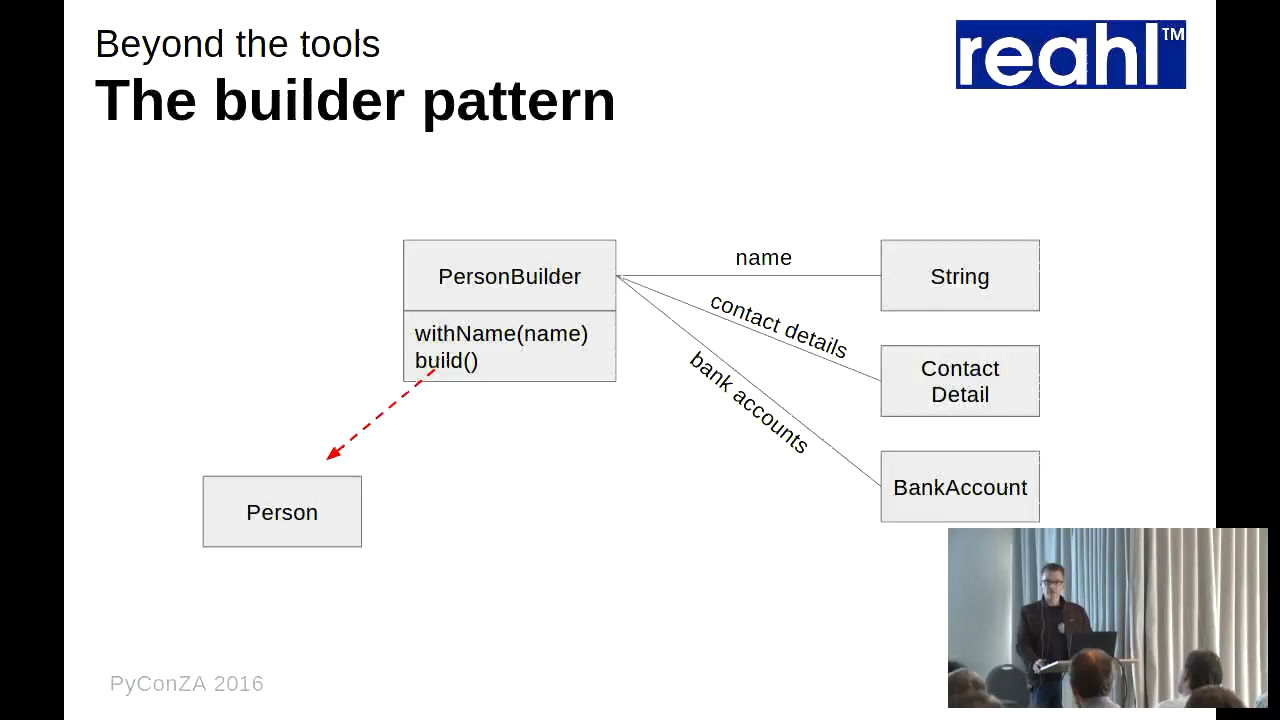 Beyond the tools
The builder pattern
reahl™
PersonBuilder
withName(name)
build()
name
contact details
bank accounts
String
Contact
Detail
BankAccount
Person
PyConZA 2016